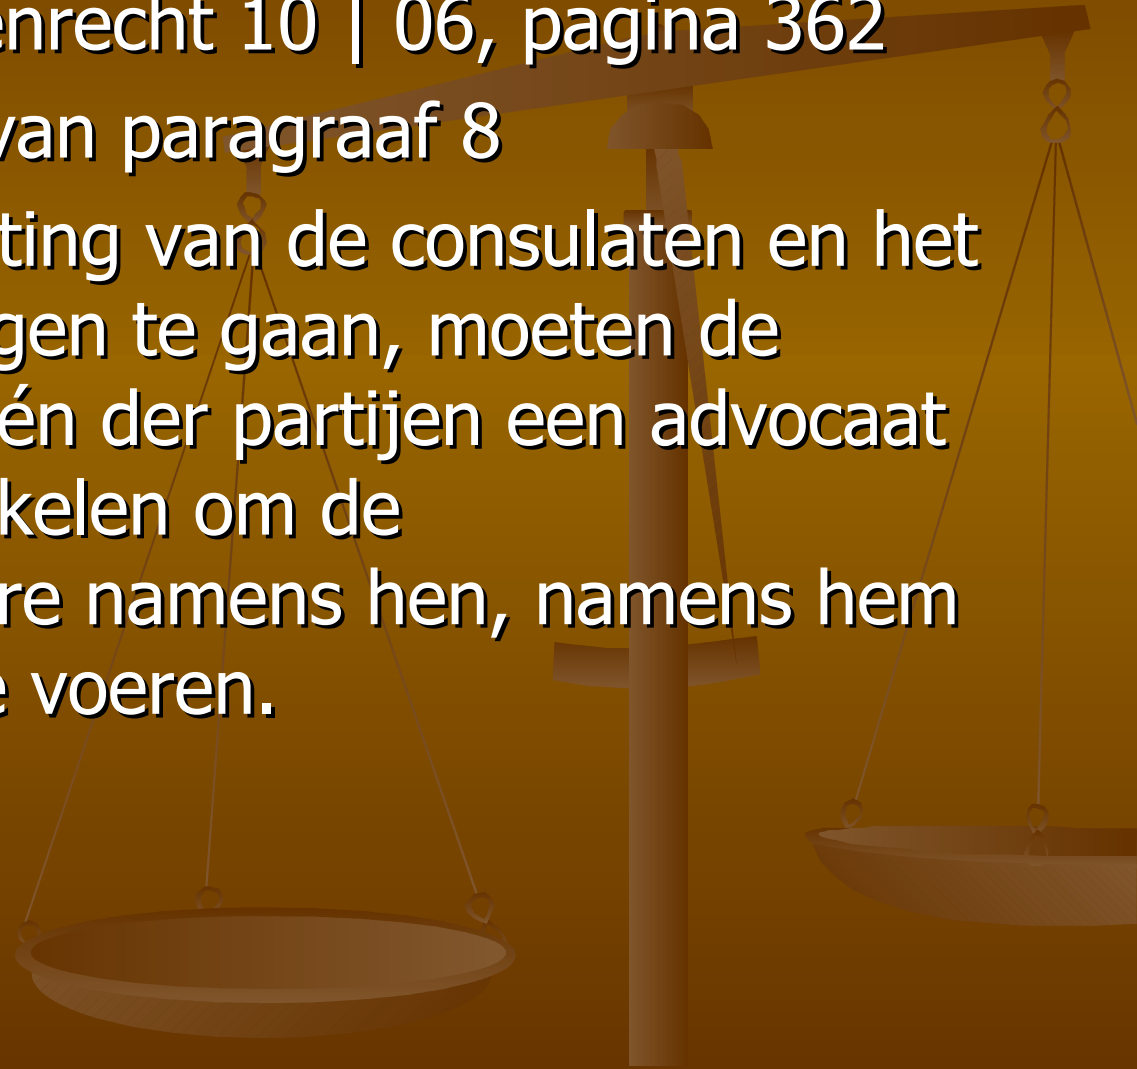 enrecht 10 | 06, pagina 362
van paragraaf 8
ting van de consulaten en het
gen te gaan, moeten de
én der partijen een advocaat
kelen om de
re namens hen, namens hem
e voeren.